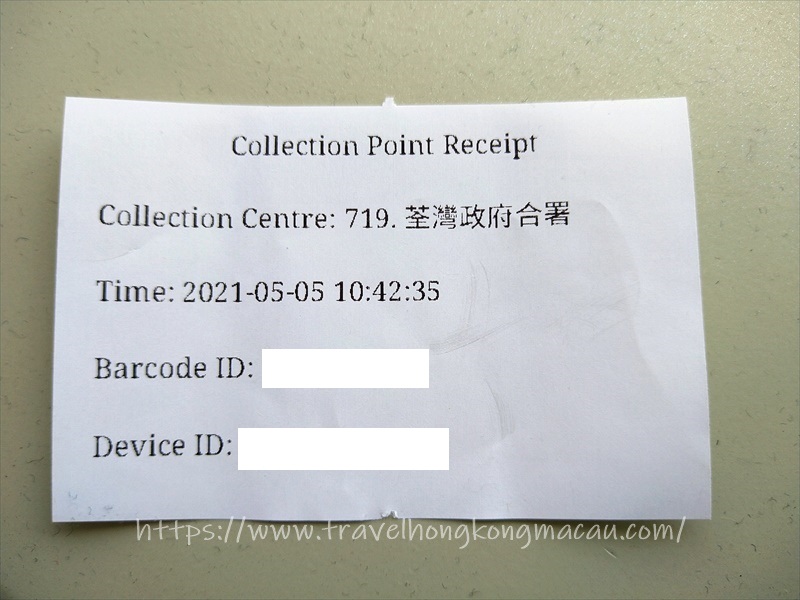 Collection Point Receipt
Collection Centre: 719. 荃灣政府合署
Time: 2021-05-05 10:42:35
Barcode ID:
Device ID:
https://www.travelhongkongmacau.com/